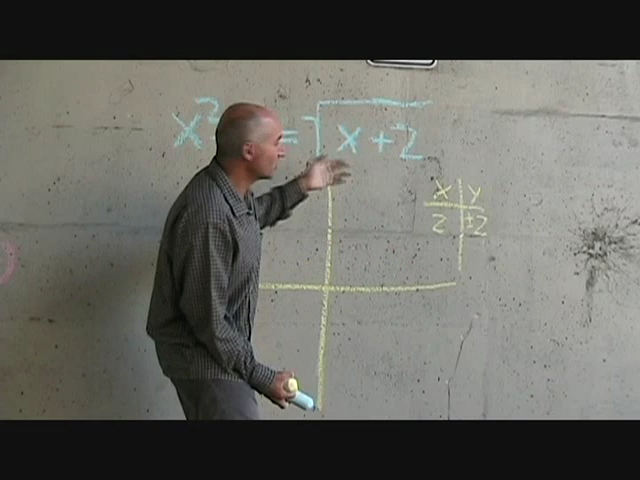 x² = √x+2
x y
2 ±2